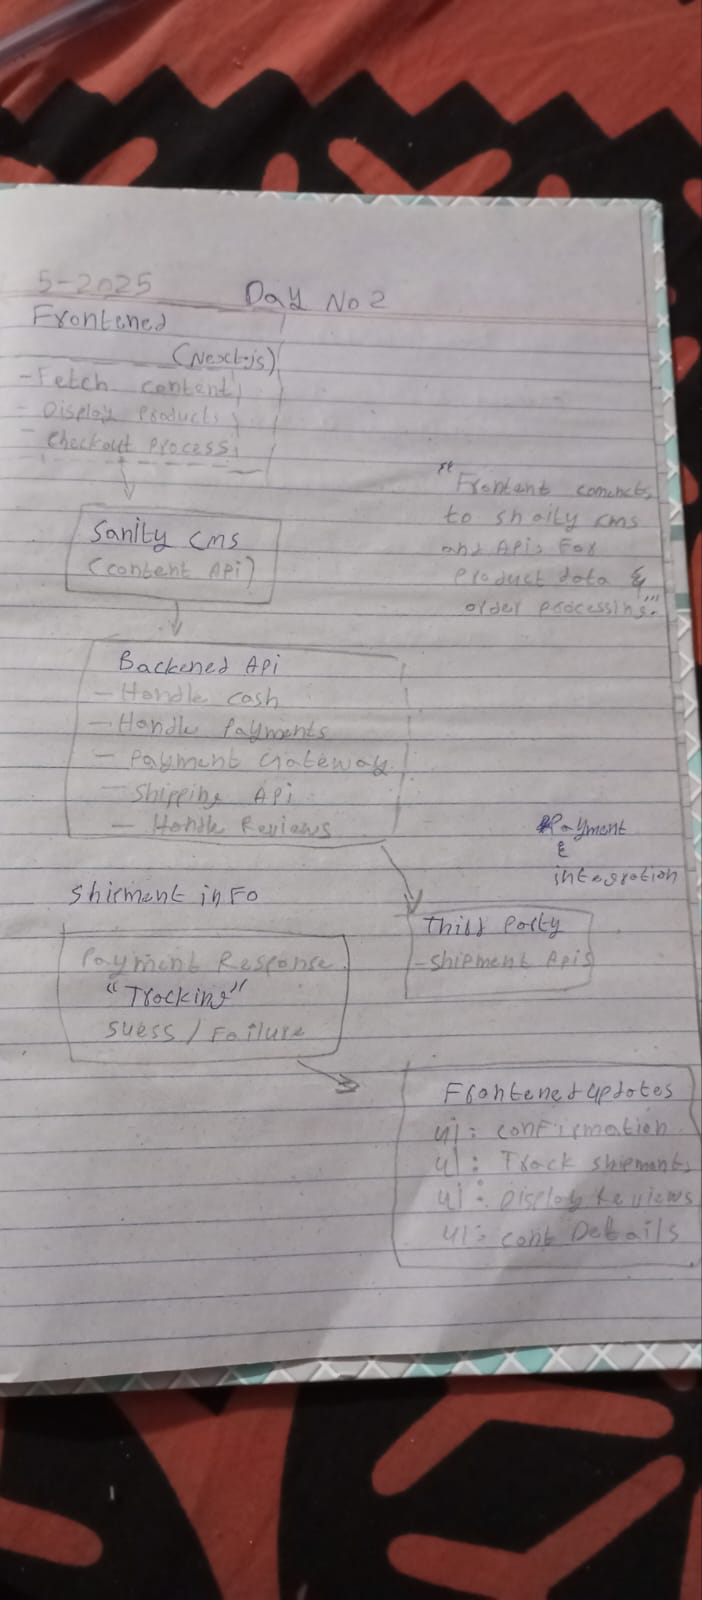 5-2025 Day No 2
Frontened
(Next.js)
- Fetch content
- Display Products
- Checkout Process
Sanity CMS
(Content Api)
"Frontent connects
to snaity cms
and APIs For
Product data &
order processing."
Backened Api
- Handle Cash
- Handle Payments
- Payment Gateway
- Shipping Api
- Handle Reviews
Payment
&
integration
Shipment info
Third Party
- Shipment Apis
Payment Response
"Tracking"
Suess / Failure
Frontened updates
ui: confirmation
ui: Track shipments
ui: Display Reviews
ui: Details